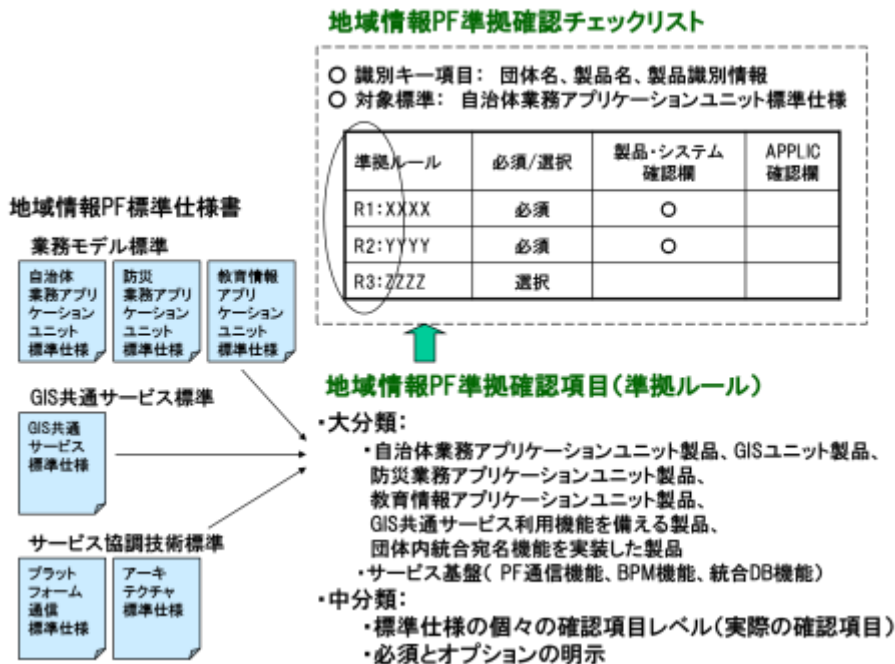 地域情報PF準拠確認チェックリスト
○ 識別キー項目： 団体名、製品名、製品識別情報
○ 対象標準： 自治体業務アプリケーションユニット標準仕様
準拠ルール 必須/選択 製品・システム確認欄 APPLIC確認欄
R1:XXXX 必須 ○
R2:YYYY 必須 ○
R3:ZZZZ 選択
地域情報PF標準仕様書
業務モデル標準
自治体
業務アプリ
ケーション
ユニット
標準仕様
防災
業務アプリ
ケーション
ユニット
標準仕様
教育情報
アプリ
ケーション
ユニット
標準仕様
GIS共通サービス標準
GIS共通
サービス
標準仕様
サービス協調技術標準
プラット
フォーム
通信
標準仕様
アーキ
テクチャ
標準仕様
地域情報PF準拠確認項目（準拠ルール）
・大分類：
・自治体業務アプリケーションユニット製品、GISユニット製品、
防災業務アプリケーションユニット製品、
教育情報アプリケーションユニット製品、
GIS共通サービス利用機能を備える製品、
団体内統合宛名機能を実装した製品
・サービス基盤（ PF通信機能、BPM機能、統合DB機能）
・中分類：
・標準仕様の個々の確認項目レベル（実際の確認項目）
・必須とオプションの明示